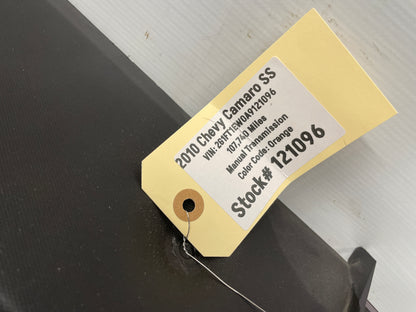 2010 Chevy Camaro SS
VIN: 2G1FT1EW0A9121096
107,740 Miles
Manual Transmission
Color Code: Orange
Stock# 121096